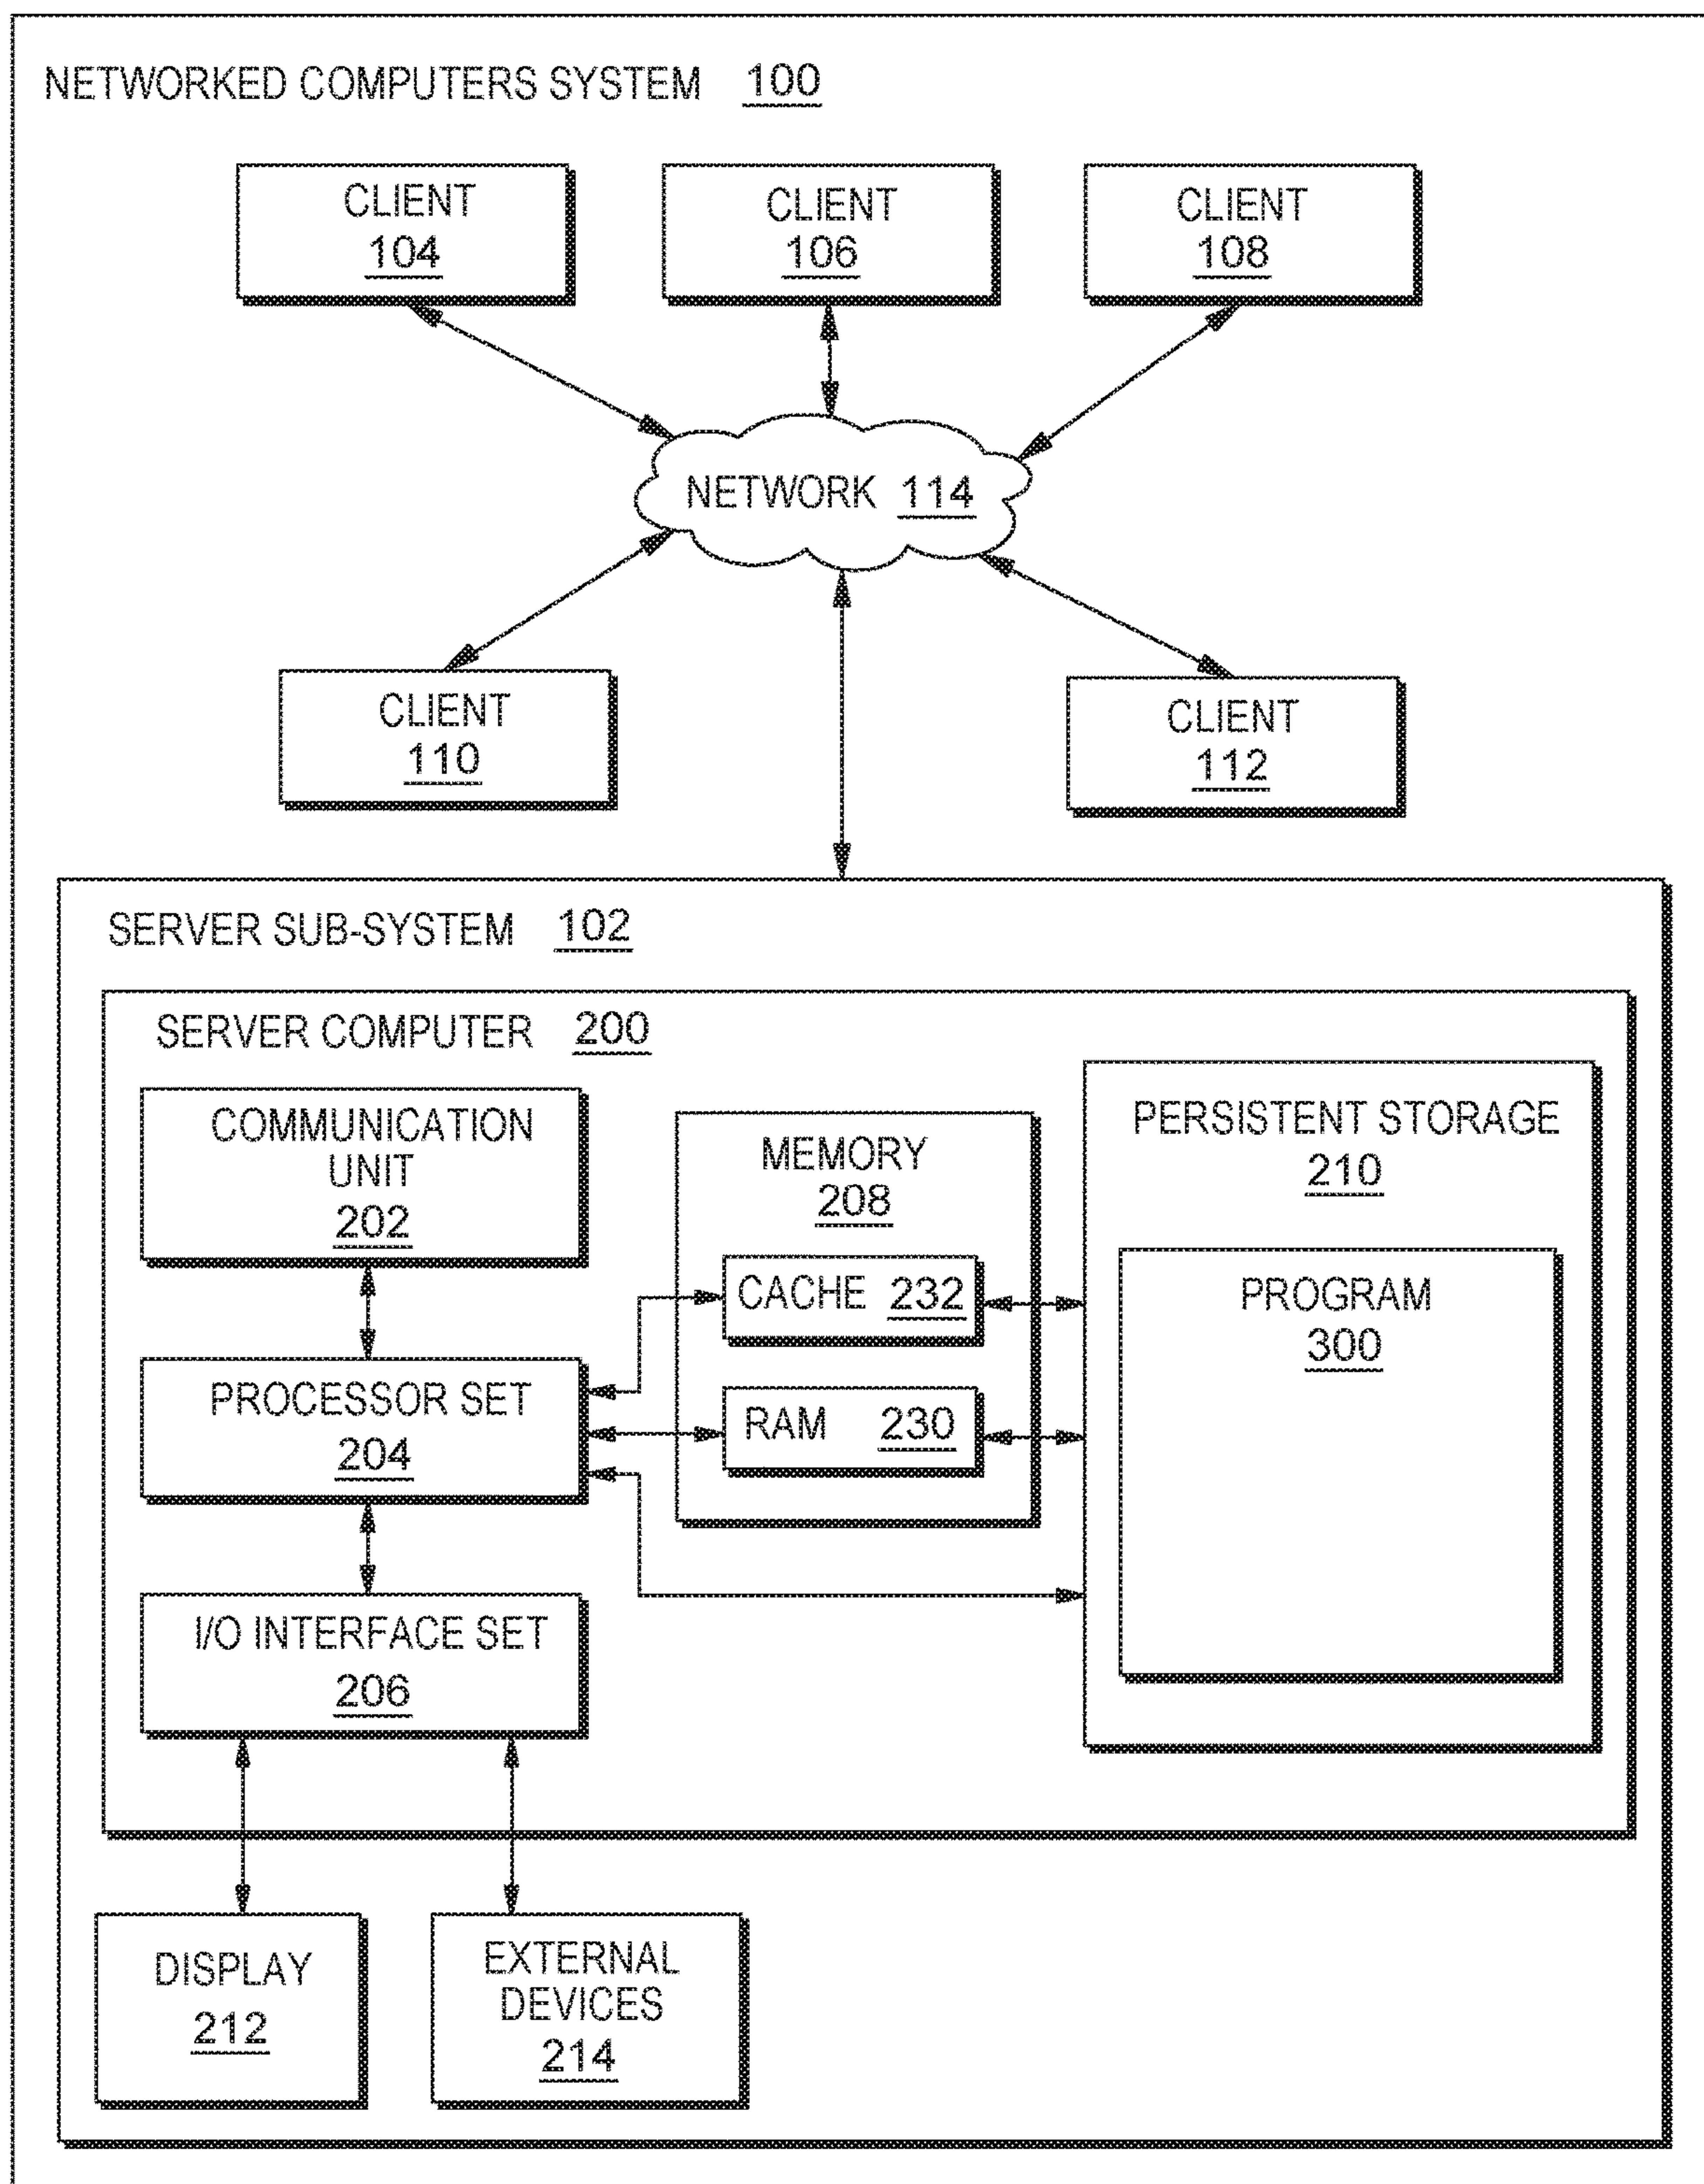 NETWORKED COMPUTERS SYSTEM 100
CLIENT
104
CLIENT
106
CLIENT
108
NETWORK 114
CLIENT
110
CLIENT
112
SERVER SUB-SYSTEM 102
SERVER COMPUTER 200
COMMUNICATION
UNIT
202
PROCESSOR SET
204
I/O INTERFACE SET
206
MEMORY
208
CACHE 232
RAM 230
PERSISTENT STORAGE
210
PROGRAM
300
DISPLAY
212
EXTERNAL
DEVICES
214